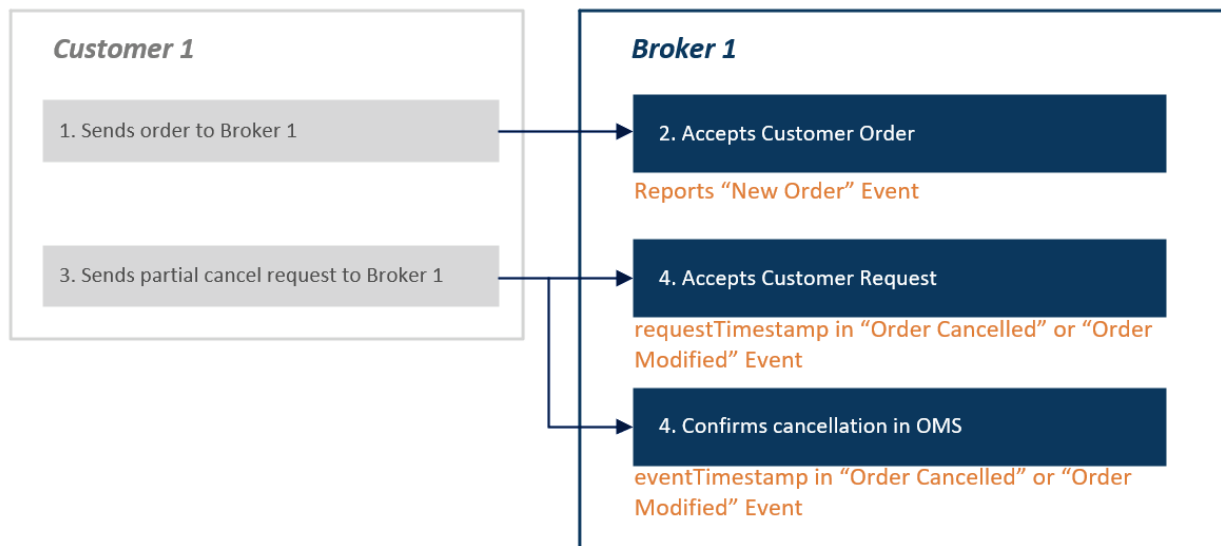 Customer 1
Broker 1
1. Sends order to Broker 1
2. Accepts Customer Order
Reports “New Order” Event
3. Sends partial cancel request to Broker 1
4. Accepts Customer Request
requestTimestamp in “Order Cancelled” or “Order
Modified” Event
4. Confirms cancellation in OMS
eventTimestamp in “Order Cancelled” or “Order
Modified” Event